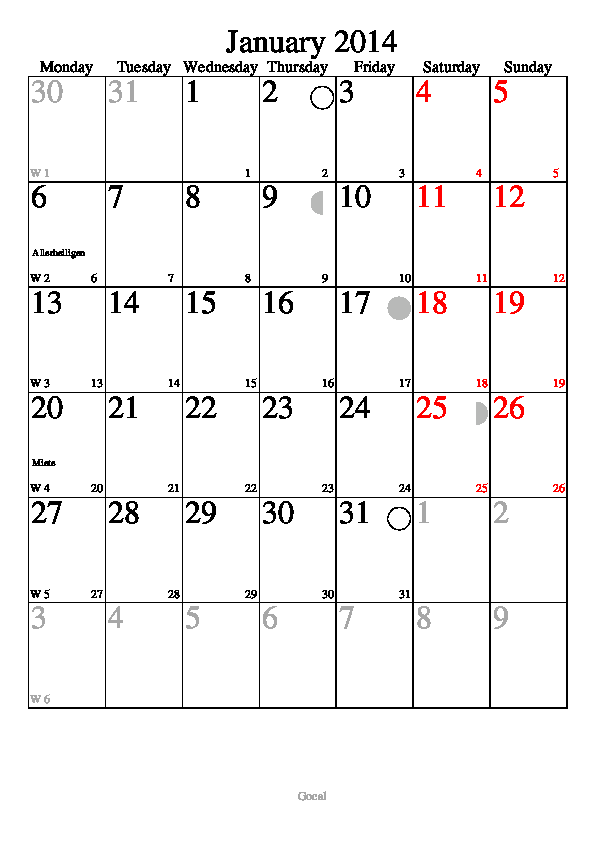 January 2014
Monday Tuesday Wednesday Thursday Friday Saturday Sunday
30 31 1 2 3 4 5
W 1 1 2 3 4 5
6 7 8 9 10 11 12
Allerheiligen
W 2 6 7 8 9 10 11 12
13 14 15 16 17 18 19
W 3 13 14 15 16 17 18 19
20 21 22 23 24 25 26
Miete
W 4 20 21 22 23 24 25 26
27 28 29 30 31 1 2
W 5 27 28 29 30 31
3 4 5 6 7 8 9
W 6
Gocal